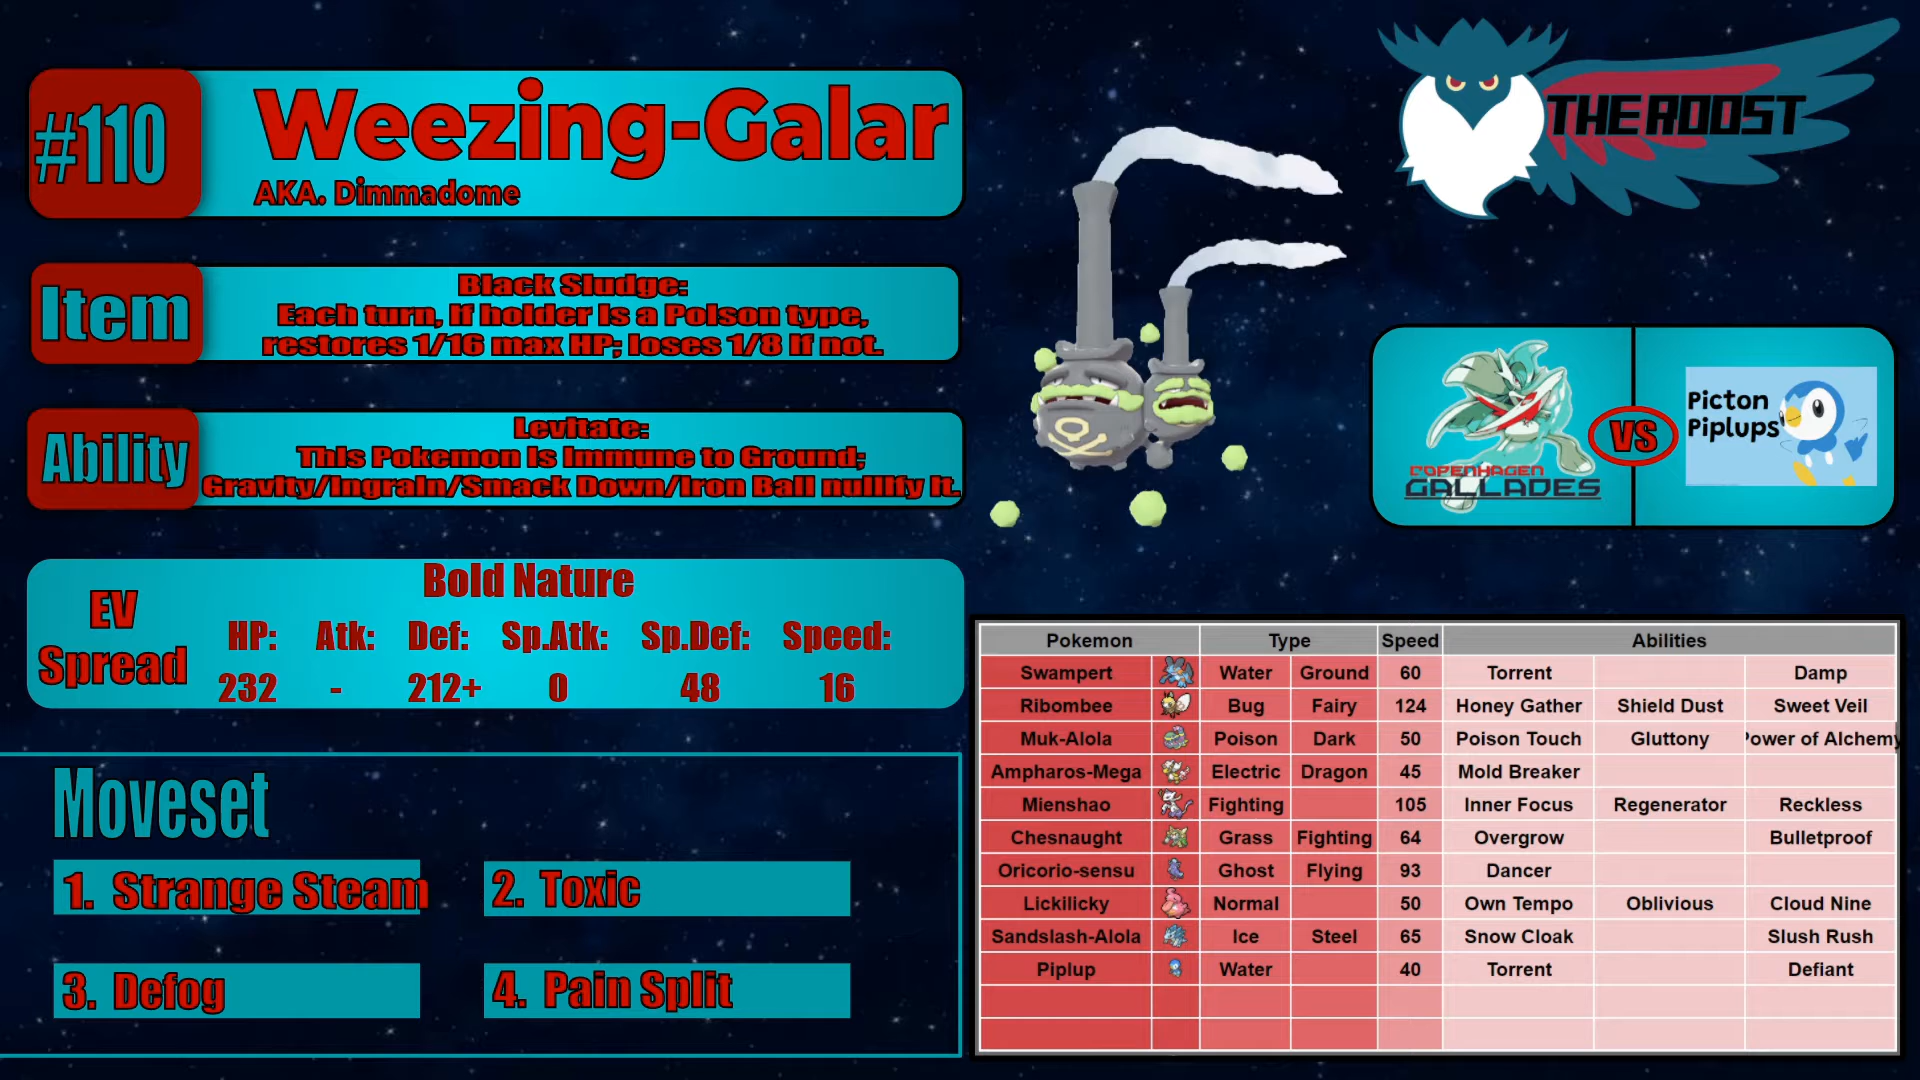 #110
Weezing-Galar
AKA. Dimmadome
THE ROOST
Item
Black Sludge:
Each turn, If holder Is a Poison type,
restores 1/16 max HP; loses 1/8 If not.
Ability
Levitate:
This Pokemon Is Immune to Ground;
Gravity/Ingrain/Smack Down/Iron Ball nullify It.
COPENHAGEN
GALLADES
VS
Picton
Piplups
EV
Spread
Bold Nature
HP: Atk: Def: Sp.Atk: Sp.Def: Speed:
232 - 212+ 0 48 16
Moveset
1. Strange Steam
2. Toxic
3. Defog
4. Pain Split
Pokemon Type Speed Abilities
Swampert Water Ground 60 Torrent Damp
Ribombee Bug Fairy 124 Honey Gather Shield Dust Sweet Veil
Muk-Alola Poison Dark 50 Poison Touch Gluttony Power of Alchemy
Ampharos-Mega Electric Dragon 45 Mold Breaker
Mienshao Fighting 105 Inner Focus Regenerator Reckless
Chesnaught Grass Fighting 64 Overgrow Bulletproof
Oricorio-sensu Ghost Flying 93 Dancer
Lickilicky Normal 50 Own Tempo Oblivious Cloud Nine
Sandslash-Alola Ice Steel 65 Snow Cloak Slush Rush
Piplup Water 40 Torrent Defiant